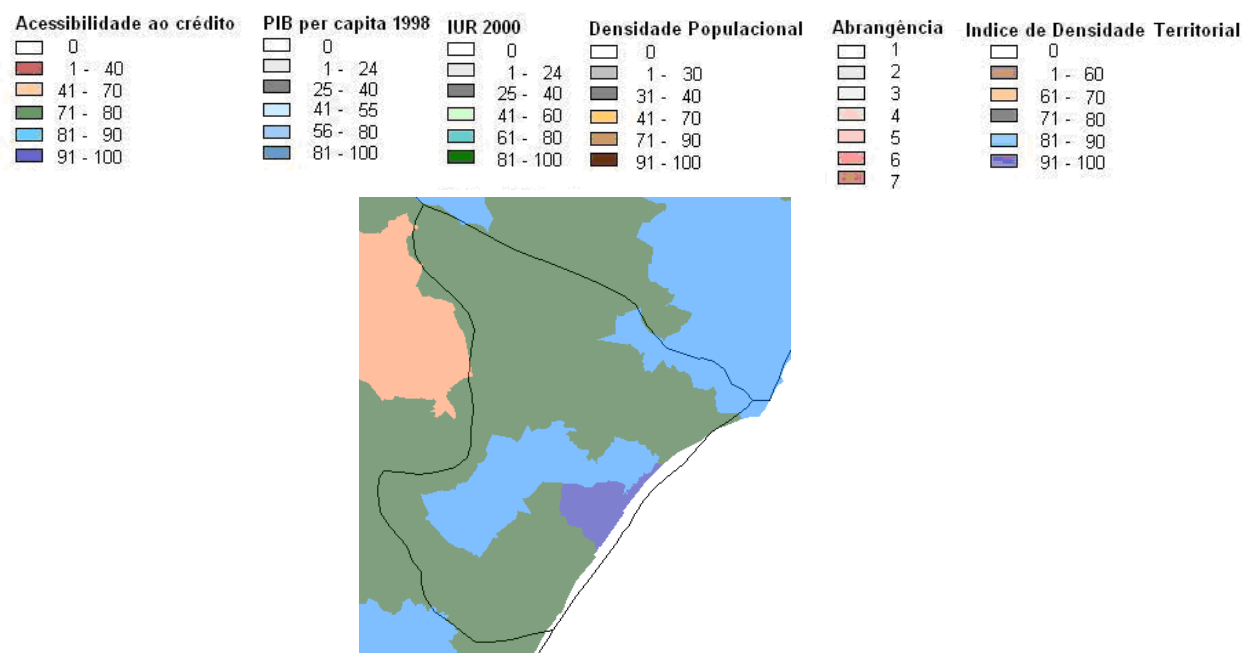 Acessibilidade ao crédito
0
1 - 40
41 - 70
71 - 80
81 - 90
91 - 100
PIB per capita 1998
0
1 - 24
25 - 40
41 - 55
56 - 80
81 - 100
IUR 2000
0
1 - 24
25 - 40
41 - 60
61 - 80
81 - 100
Densidade Populacional
0
1 - 30
31 - 40
41 - 70
71 - 90
91 - 100
Abrangência
1
2
3
4
5
6
7
Indice de Densidade Territorial
0
1 - 60
61 - 70
71 - 80
81 - 90
91 - 100